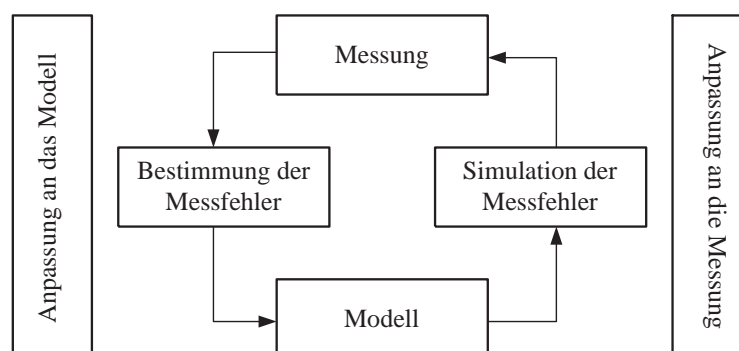 Anpassung an das Modell
Messung
Bestimmung der
Messfehler
Simulation der
Messfehler
Modell
Anpassung an die Messung